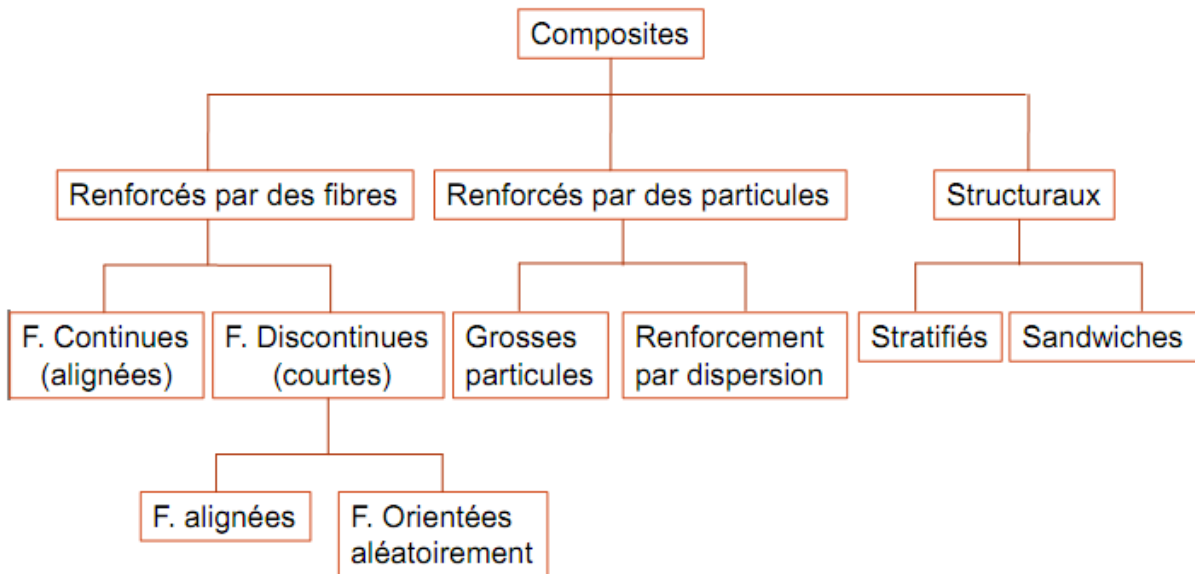 Composites
Renforcés par des fibres
Renforcés par des particules
Structuraux
F. Continues
(alignées)
F. Discontinues
(courtes)
Grosses
particules
Renforcement
par dispersion
Stratifiés
Sandwiches
F. alignées
F. Orientées
aléatoirement